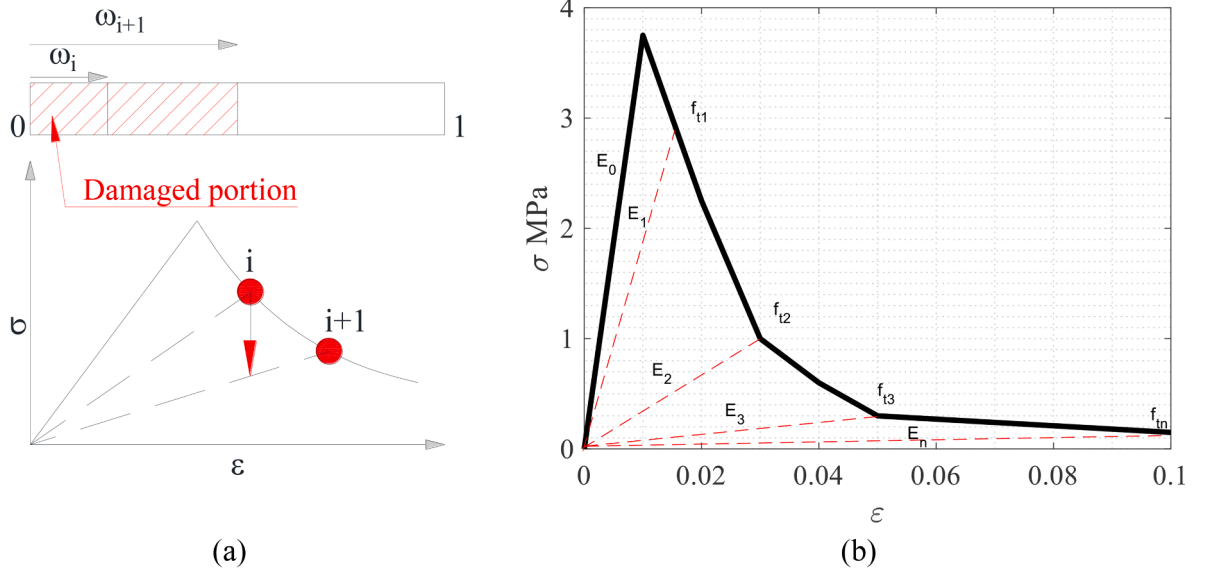 ω_{i+1}
ω_i
0
1
Damaged portion
i
i+1
σ
ε
(a)
4
3
2
1
0
σ MPa
E_0
E_1
E_2
E_3
E_n
f_{t1}
f_{t2}
f_{t3}
f_{tn}
0 0.02 0.04 0.06 0.08 0.1
ε
(b)